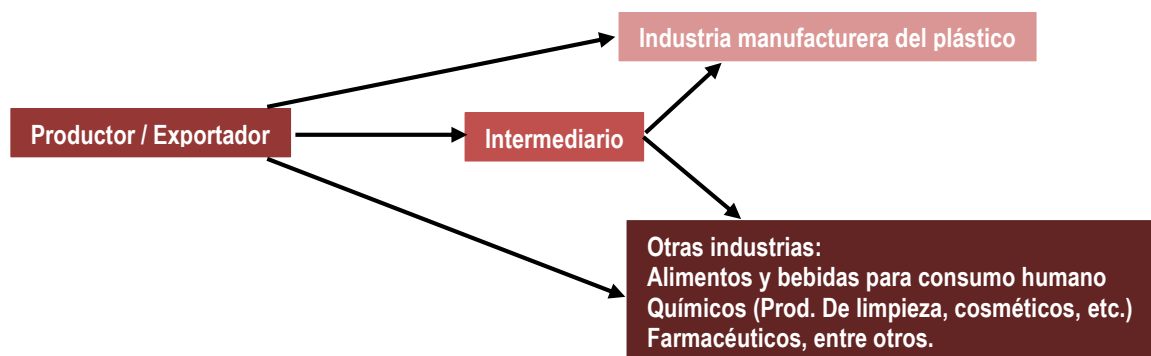 Industria manufacturera del plástico
Productor / Exportador
Intermediario
Otras industrias:
Alimentos y bebidas para consumo humano
Químicos (Prod. De limpieza, cosméticos, etc.)
Farmacéuticos, entre otros.